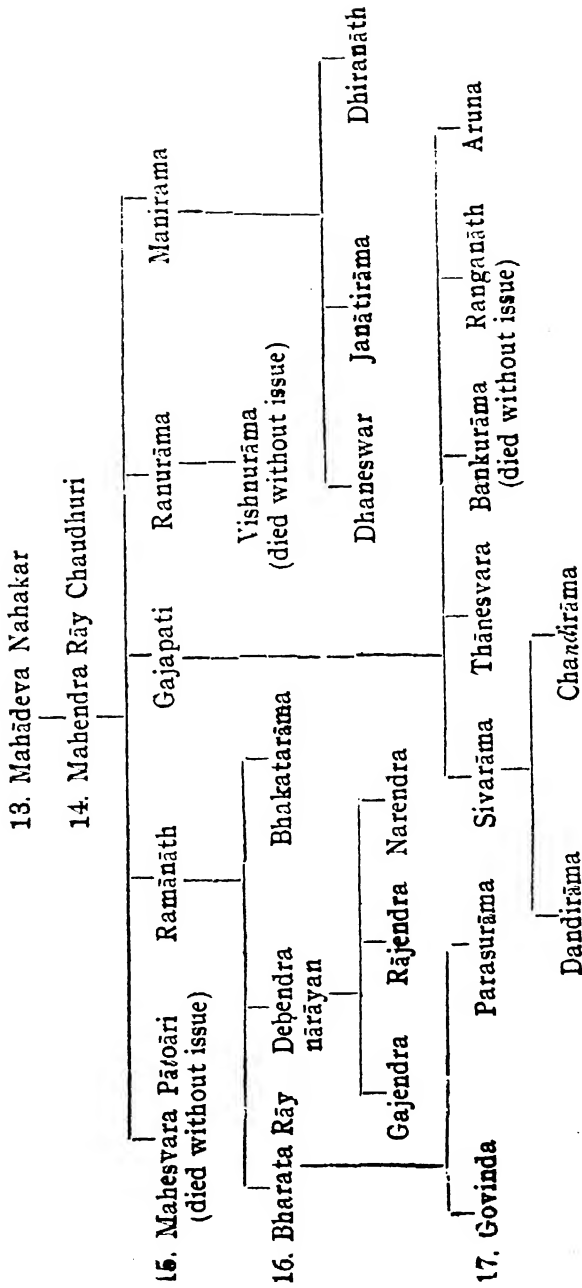 13. Mahādeva Nahakar
14. Mahendra Rāy Chaudhuri
15. Mahesvara Pātoāri
(died without issue)
Ramānāth
Gajapati
Ranurāma
Manirāma
Vishnurāma
(died without issue)
16. Bharata Rāy
Debendra
nārāyan
Bhakatarāma
Dhaneswar
Janātirāma
Dhiranāth
Gajendra
Rājendra
Narendra
17. Govinda
Parasurāma
Sivarāma
Thānesvara
Bankurāma
(died without issue)
Ranganāth
Aruna
Dandirāma
Chandirāma